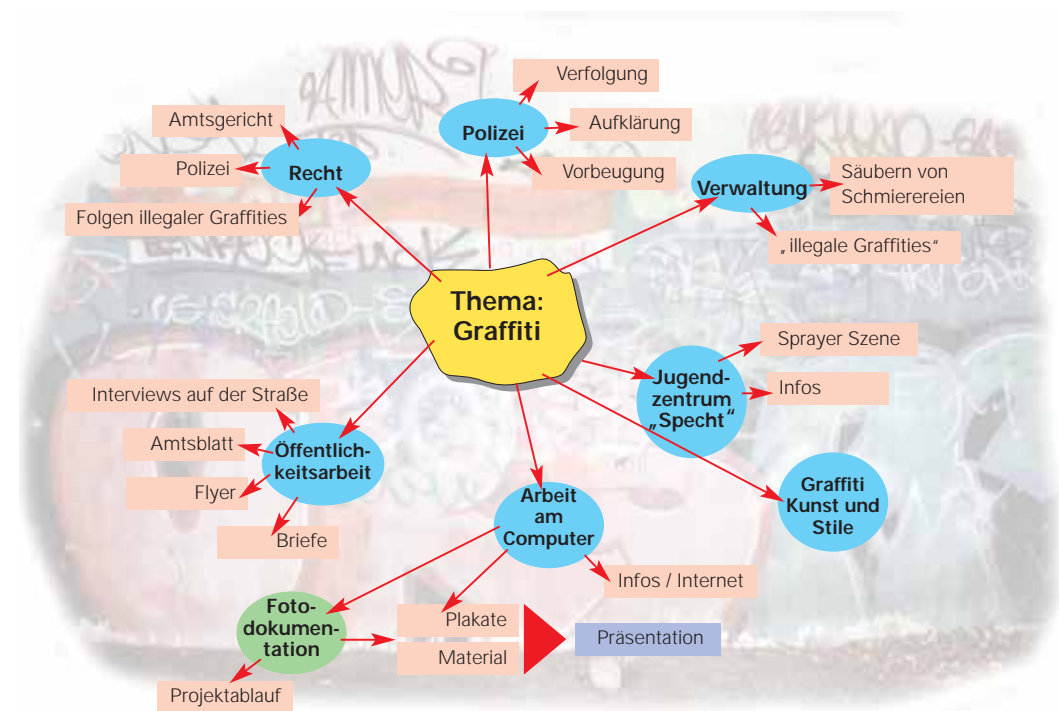 Verfolgung
Amtsgericht
Polizei
Aufklärung
Polizei
Recht
Vorbeugung
Säubern von
Schmierereien
Verwaltung
Folgen illegaler Graffities
„illegale Graffities“
Thema:
Graffiti
Sprayer Szene
Jugend-
zentrum
„Specht“
Infos
Interviews auf der Straße
Amtsblatt
Öffentlich-
keitsarbeit
Flyer
Briefe
Graffiti
Kunst und
Stile
Arbeit
am
Computer
Infos / Internet
Foto-
dokumen-
tation
Plakate
Material
Präsentation
Projektablauf